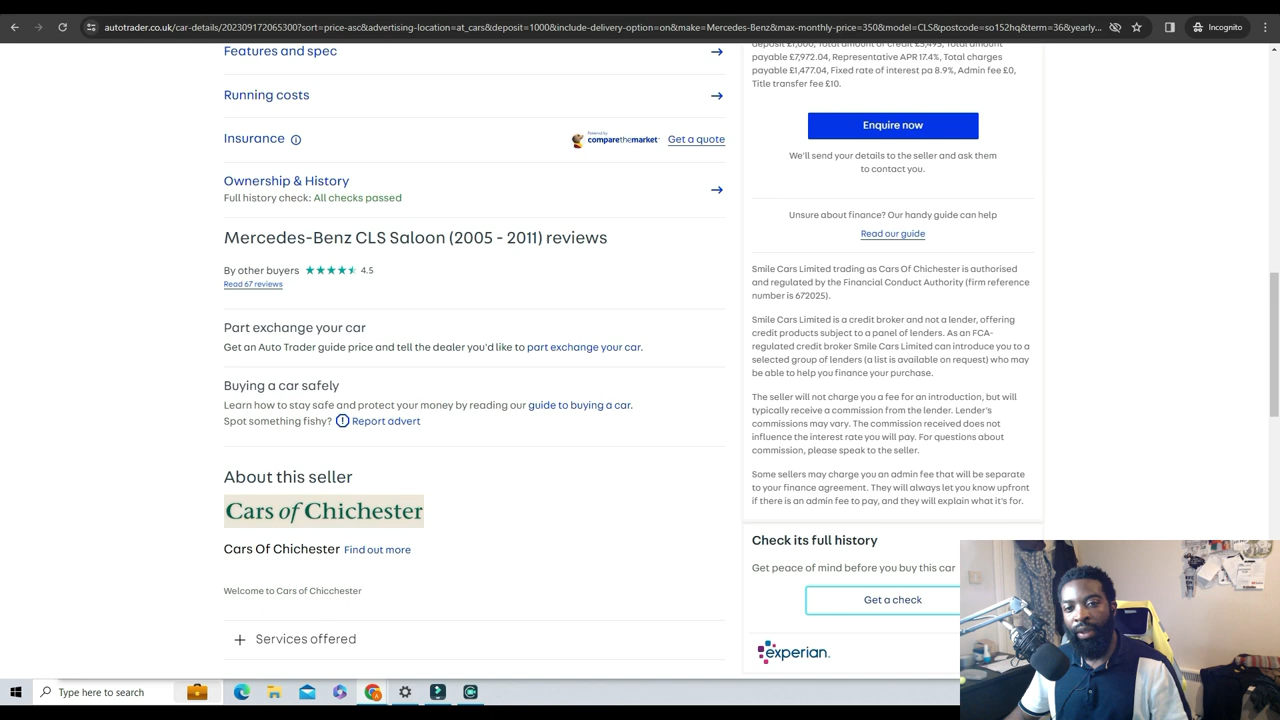 autotrader.co.uk/car-details/202309172065300?sort=price-asc&advertising-location=at_cars&deposit=1000&include-delivery-option=on&make=Mercedes-Benz&max-monthly-price=350&model=CLS&postcode=so152hq&term=36&yearly...
Incognito
Features and spec
Running costs
Insurance
Powered by
comparethemarket
Get a quote
Ownership & History
Full history check: All checks passed
Mercedes-Benz CLS Saloon (2005 - 2011) reviews
By other buyers 4.5
Read 67 reviews
Part exchange your car
Get an Auto Trader guide price and tell the dealer you'd like to part exchange your car.
Buying a car safely
Learn how to stay safe and protect your money by reading our guide to buying a car.
Spot something fishy? Report advert
About this seller
Cars of Chichester
Cars Of Chichester Find out more
Welcome to Cars of Chicchester
Services offered
deposit £1,000, Total amount of credit £5,495, Total amount
payable £7,972.04, Representative APR 17.4%, Total charges
payable £1,477.04, Fixed rate of interest pa 8.9%, Admin fee £0,
Title transfer fee £10.
Enquire now
We'll send your details to the seller and ask them
to contact you.
Unsure about finance? Our handy guide can help
Read our guide
Smile Cars Limited trading as Cars Of Chichester is authorised
and regulated by the Financial Conduct Authority (firm reference
number is 672025).
Smile Cars Limited is a credit broker and not a lender, offering
credit products subject to a panel of lenders. As an FCA-
regulated credit broker Smile Cars Limited can introduce you to a
selected group of lenders (a list is available on request) who may
be able to help you finance your purchase.
The seller will not charge you a fee for an introduction, but will
typically receive a commission from the lender. Lender's
commissions may vary. The commission received does not
influence the interest rate you will pay. For questions about
commission, please speak to the seller.
Some sellers may charge you an admin fee that will be separate
to your finance agreement. They will always let you know upfront
if there is an admin fee to pay, and they will explain what it's for.
Check its full history
Get peace of mind before you buy this car
Get a check
experian.
Type here to search